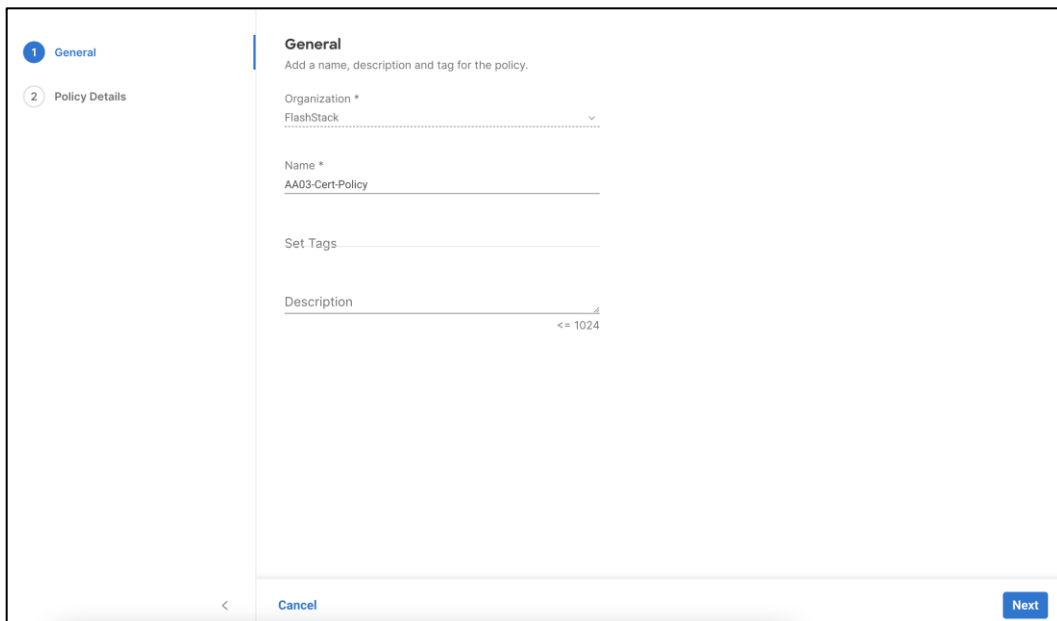 1 General
2 Policy Details
General
Add a name, description and tag for the policy.
Organization *
FlashStack
Name *
AA03-Cert-Policy
Set Tags
Description
<= 1024
Cancel
Next